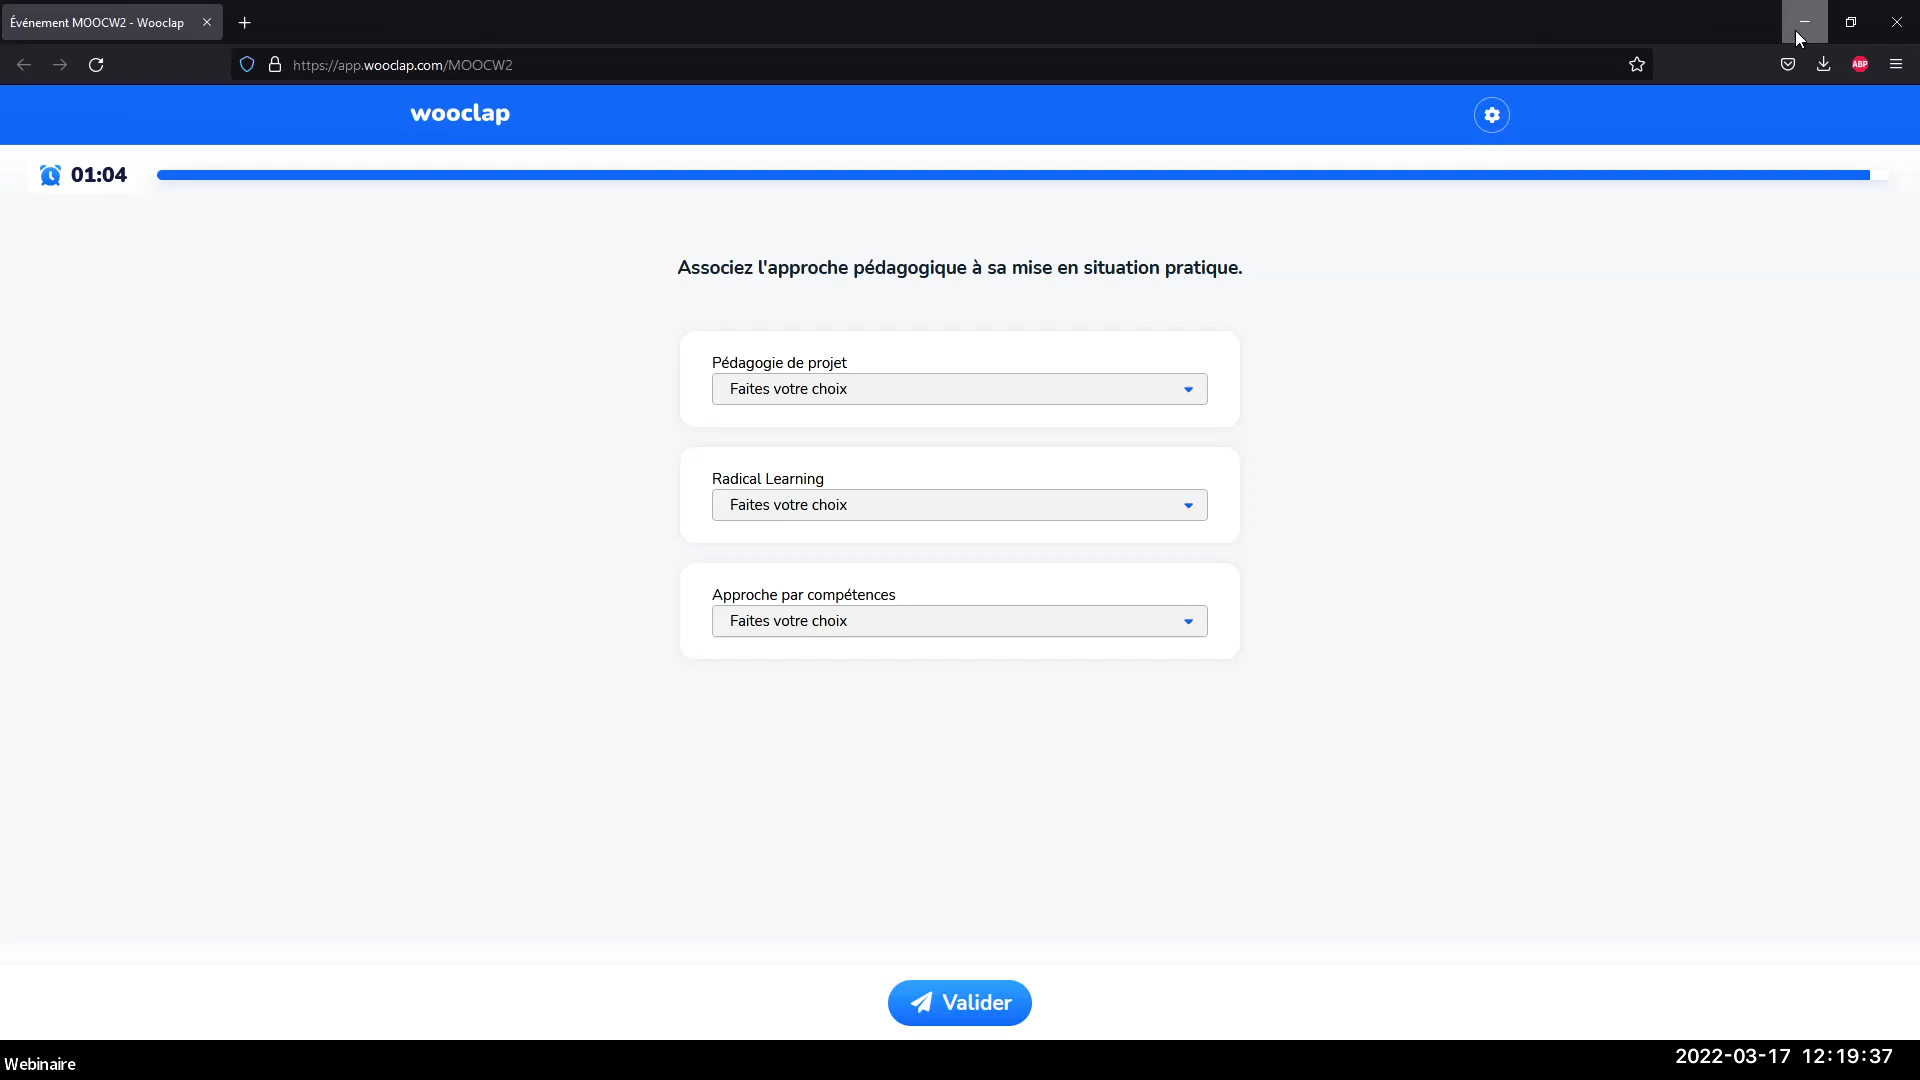 Événement MOOCW2 - Wooclap
https://app.wooclap.com/MOOCW2
ABP
wooclap
01:04
Associez l'approche pédagogique à sa mise en situation pratique.
Pédagogie de projet
Faites votre choix
Radical Learning
Faites votre choix
Approche par compétences
Faites votre choix
Valider
Webinaire
2022-03-17 12:19:37